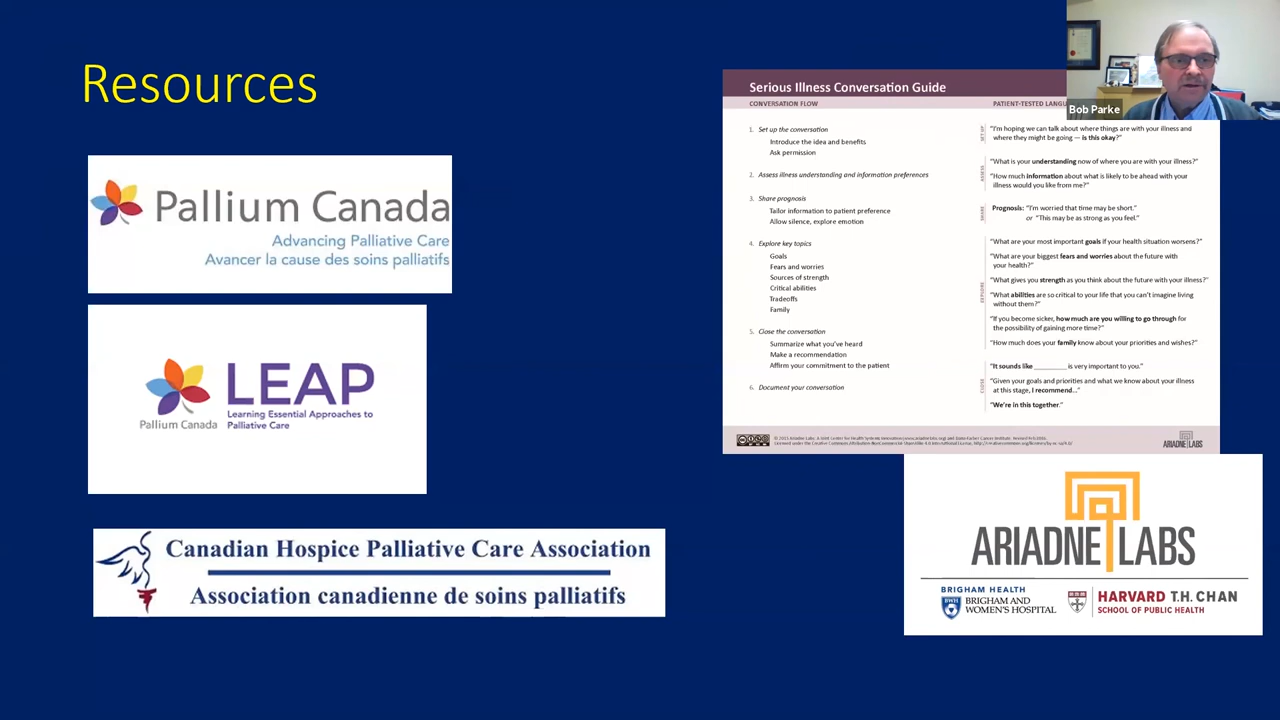 Resources
Pallium Canada
Advancing Palliative Care
Avancer la cause des soins palliatifs
LEAP
Learning Essential Approaches to
Palliative Care
Pallium Canada
Canadian Hospice Palliative Care Association
Association canadienne de soins palliatifs
Serious Illness Conversation Guide
CONVERSATION FLOW
1. Set up the conversation
Introduce the idea and benefits
Ask permission
2. Assess illness understanding and information preferences
3. Share prognosis
Tailor information to patient preference
Allow silence, explore emotion
4. Explore key topics
Goals
Fears and worries
Sources of strength
Critical abilities
Tradeoffs
Family
5. Close the conversation
Summarize what you've heard
Make a recommendation
Affirm your commitment to the patient
6. Document your conversation
PATIENT-TESTED
Bob Parke
SET UP
"I'm hoping we can talk about where things are with your illness and
where they might be going — is this okay?"
ASSESS
"What is your understanding now of where you are with your illness?"
"How much information about what is likely to be ahead with your
illness would you like from me?"
SHARE
Prognosis: "I'm worried that time may be short."
or "This may be as strong as you feel."
EXPLORE
"What are your most important goals if your health situation worsens?"
"What are your biggest fears and worries about the future with
your health?"
"What gives you strength as you think about the future with your illness?"
"What abilities are so critical to your life that you can't imagine living
without them?"
"If you become sicker, how much are you willing to go through for
the possibility of gaining more time?"
"How much does your family know about your priorities and wishes?"
CLOSE
"It sounds like ________ is very important to you."
"Given your goals and priorities and what we know about your illness
at this stage, I recommend..."
"We're in this together."
ARIADNE LABS
ARIADNE LABS
BRIGHAM HEALTH
BWH
BRIGHAM AND
WOMEN'S HOSPITAL
HARVARD T.H. CHAN
SCHOOL OF PUBLIC HEALTH